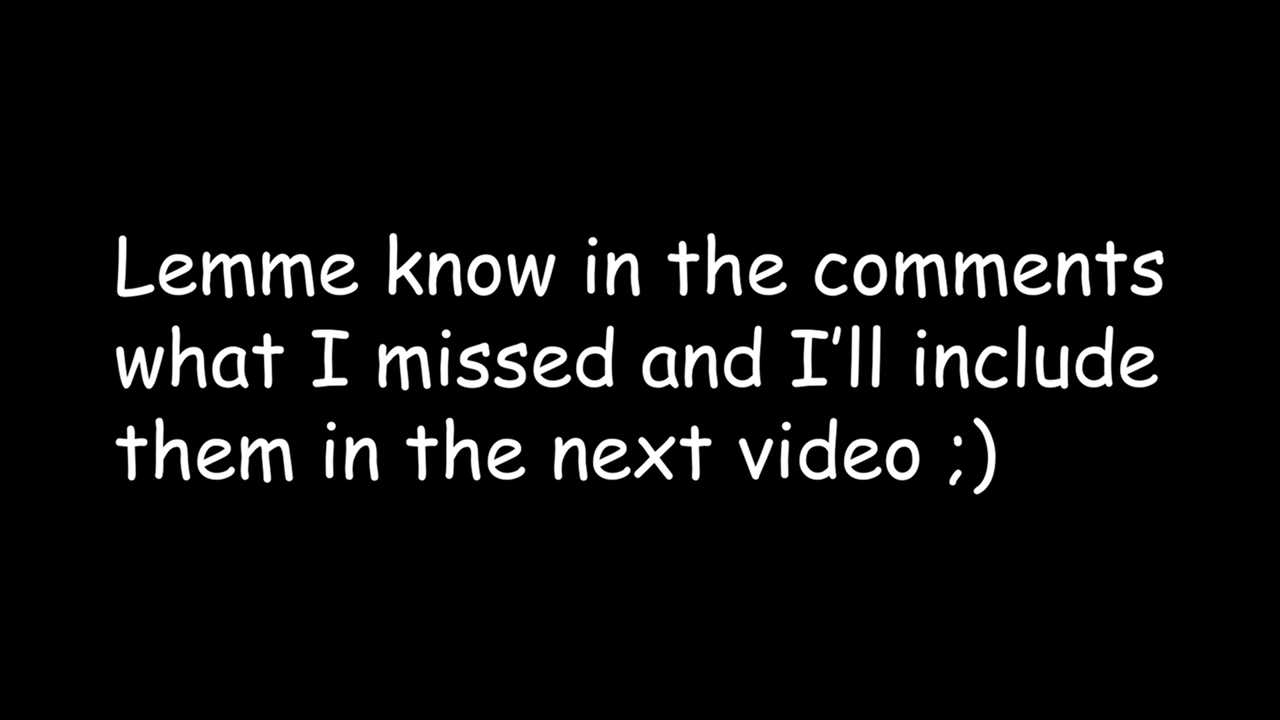 Lemme know in the comments
what I missed and I'll include
them in the next video ;)